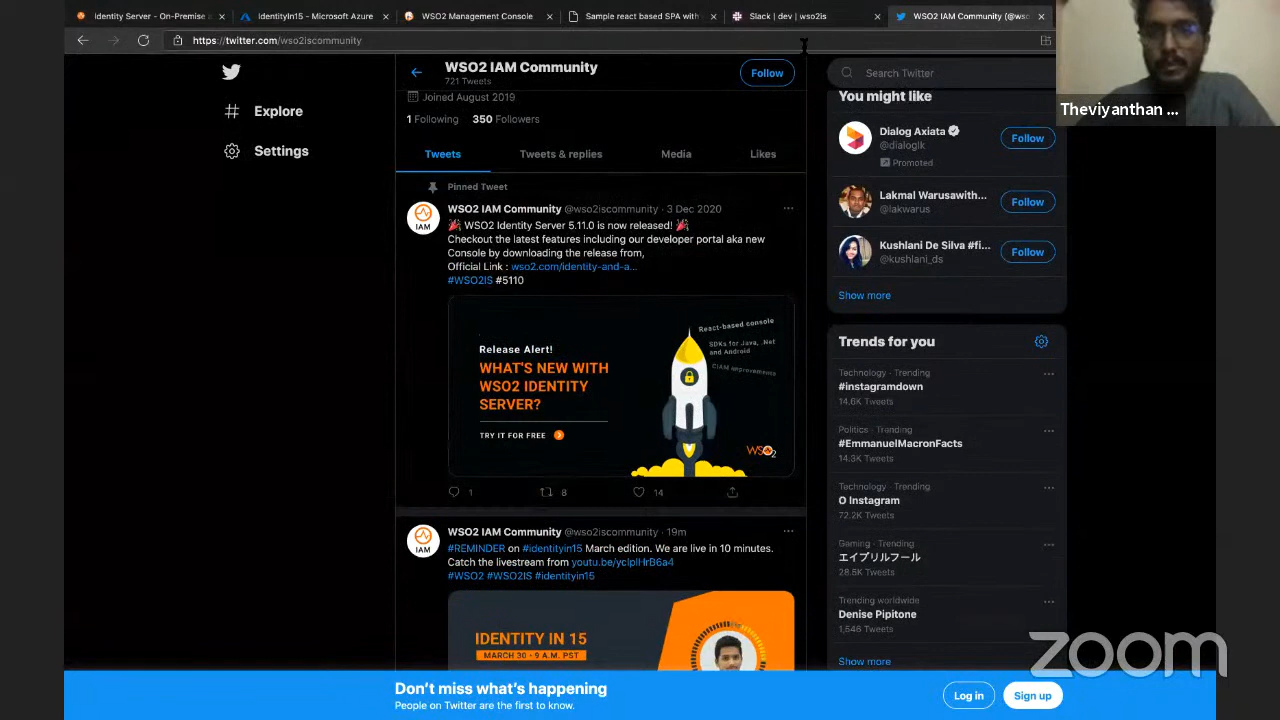 Identity Server - On-Premise a
IdentityIn15 - Microsoft Azure
WSO2 Management Console
Sample react based SPA with
Slack | dev | wso2is
WSO2 IAM Community (@wso
https://twitter.com/wso2iscommunity
Theviyanthan ...
WSO2 IAM Community
721 Tweets
Follow
Search Twitter
Explore
Settings
Joined August 2019
1 Following 350 Followers
Tweets
Tweets & replies
Media
Likes
Pinned Tweet
WSO2 IAM Community @wso2iscommunity · 3 Dec 2020
WSO2 Identity Server 5.11.0 is now released!
Checkout the latest features including our developer portal aka new
Console by downloading the release from,
Official Link : wso2.com/identity-and-a...
#WSO2IS #5110
IAM
Release Alert!
WHAT'S NEW WITH
WSO2 IDENTITY
SERVER?
TRY IT FOR FREE
React-based console
SDKs for Java, .Net
and Android
CIAM improvements
WSO2
1
8
14
WSO2 IAM Community @wso2iscommunity · 19m
#REMINDER on #identityin15 March edition. We are live in 10 minutes.
#WSO2 #WSO2IS #identityin15
IAM
IDENTITY IN 15
MARCH 30 - 9 A.M. PST
You might like
Dialog Axiata
@dialoglk
Promoted
Follow
Lakmal Warusawith...
@lakwarus
Follow
Kushlani De Silva #fi...
@kushlani_ds
Follow
Show more
Trends for you
Technology · Trending
#instagramdown
14.6K Tweets
Politics · Trending
#EmmanuelMacronFacts
14.3K Tweets
Technology · Trending
O Instagram
72.2K Tweets
Gaming · Trending
エイプリルフール
28.5K Tweets
Trending worldwide
Denise Pipitone
1,546 Tweets
Show more
zoom
Don't miss what's happening
People on Twitter are the first to know.
Log in
Sign up